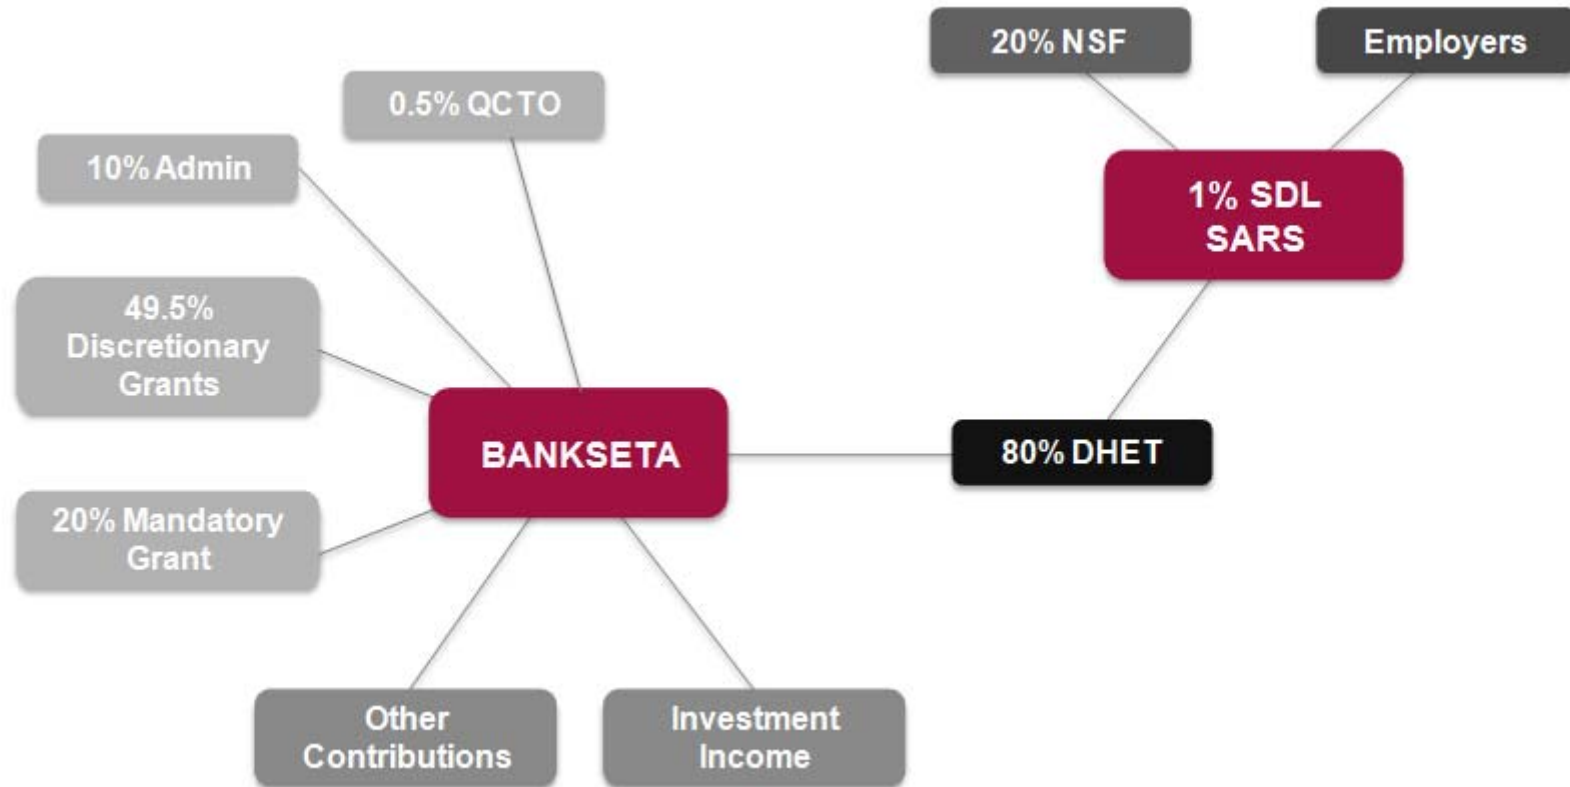 20% NSF
Employers
0.5% QCTO
10% Admin
1% SDL
SARS
49.5%
Discretionary
Grants
BANKSETA
80% DHET
20% Mandatory
Grant
Other
Contributions
Investment
Income